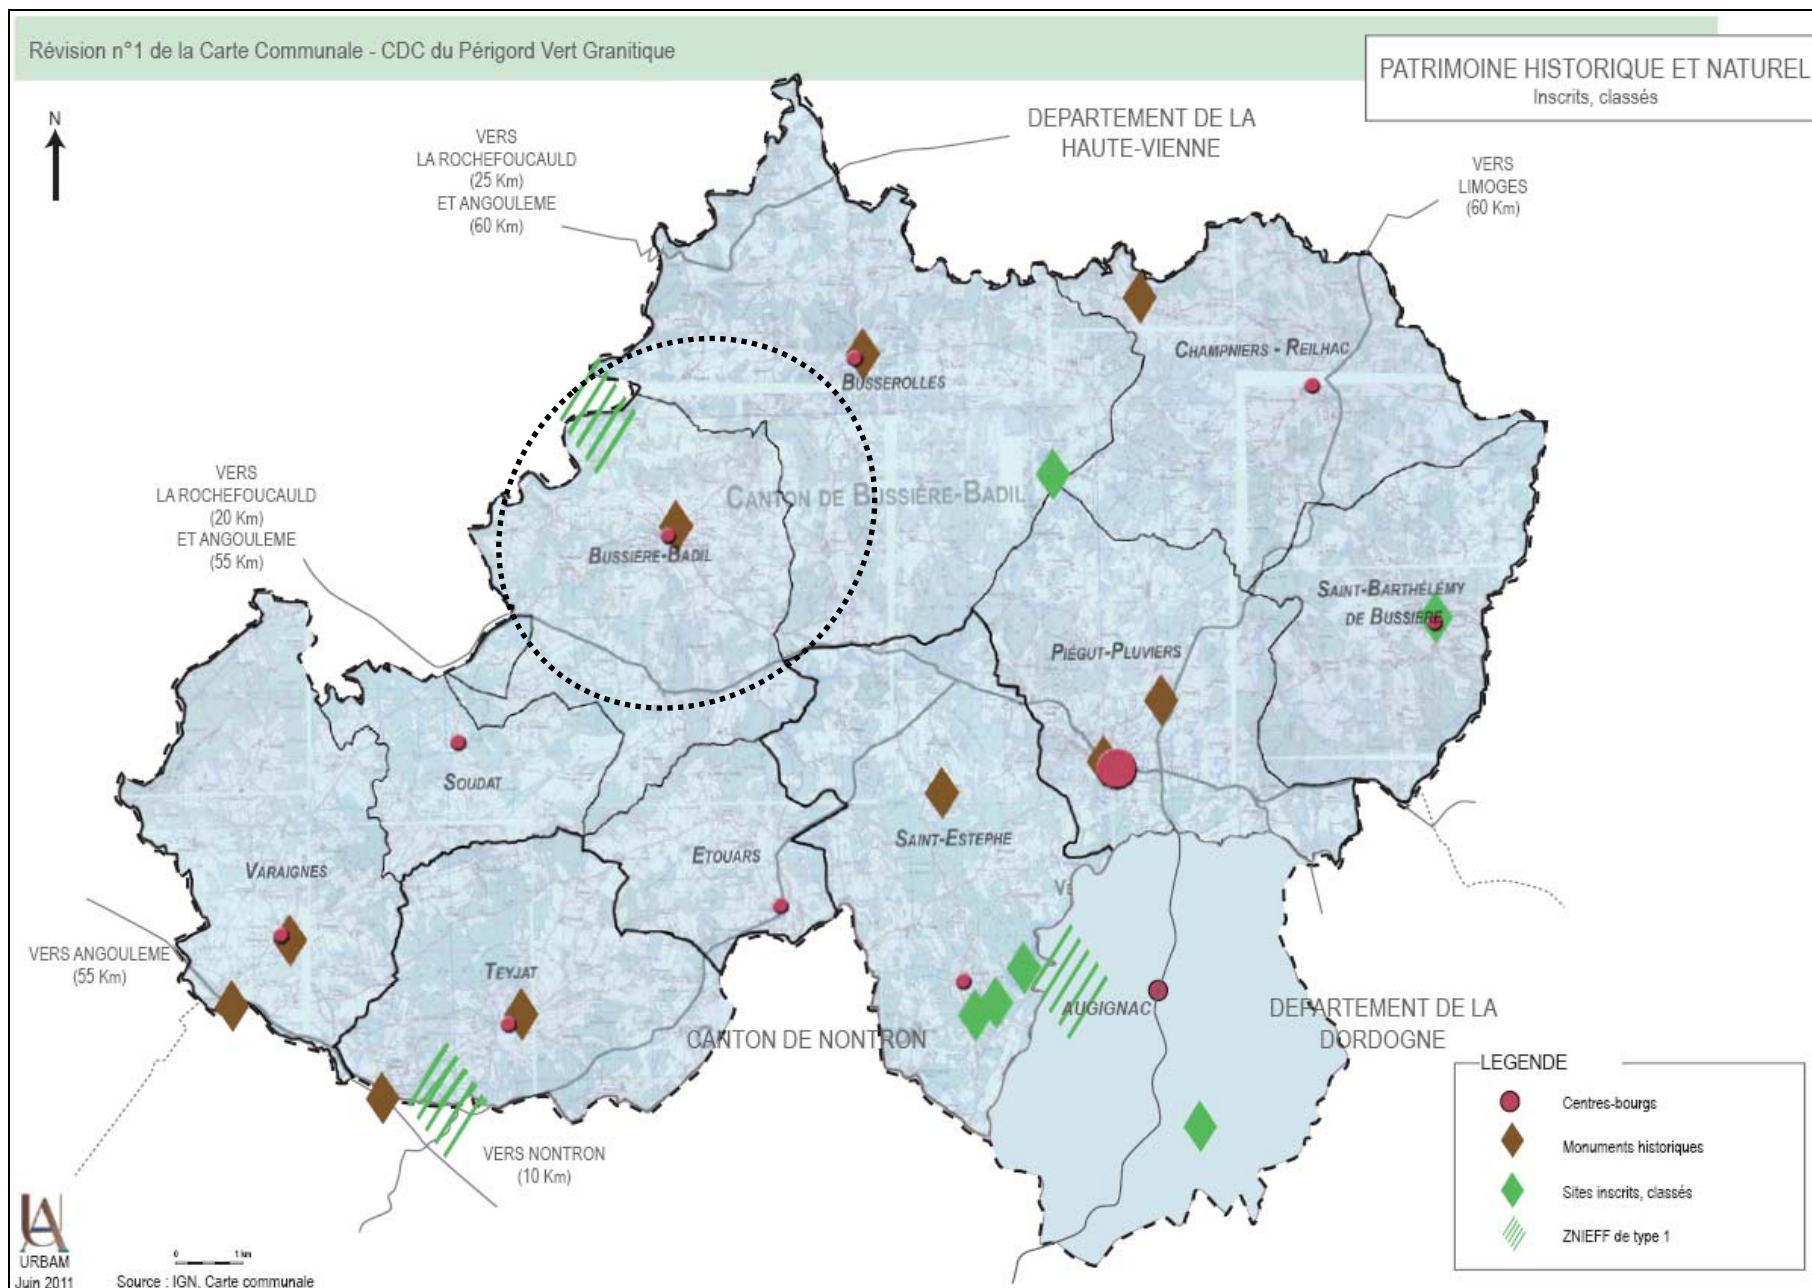 Révision n°1 de la Carte Communale - CDC du Périgord Vert Granitique
PATRIMOINE HISTORIQUE ET NATUREL
Inscrits, classés
N
VERS
LA ROCHEFOUCAULD
(25 Km)
ET ANGOULEME
(60 Km)
DEPARTEMENT DE LA
HAUTE-VIENNE
VERS
LIMOGES
(60 Km)
CHAMPNIERS - REILHAC
BUSSEROLLES
VERS
LA ROCHEFOUCAULD
(20 Km)
ET ANGOULEME
(55 Km)
CANTON DE BUSSIÈRE-BADIL
BUSSIÈRE-BADIL
SAINT-BARTHÉLÉMY
DE BUSSIÈRE
PIÉGUT-PLUVIERS
SOUDAT
SAINT-ESTEPHE
ETOUARS
VARAIGNES
VERS ANGOULEME
(55 Km)
TEYJAT
AUGIGNAC
CANTON DE NONTRON
DEPARTEMENT DE LA
DORDOGNE
VERS NONTRON
(10 Km)
LEGENDE
Centres-bourgs
Monuments historiques
Sites inscrits, classés
ZNIEFF de type 1
URBAM
Juin 2011
0 1 km
Source : IGN, Carte communale